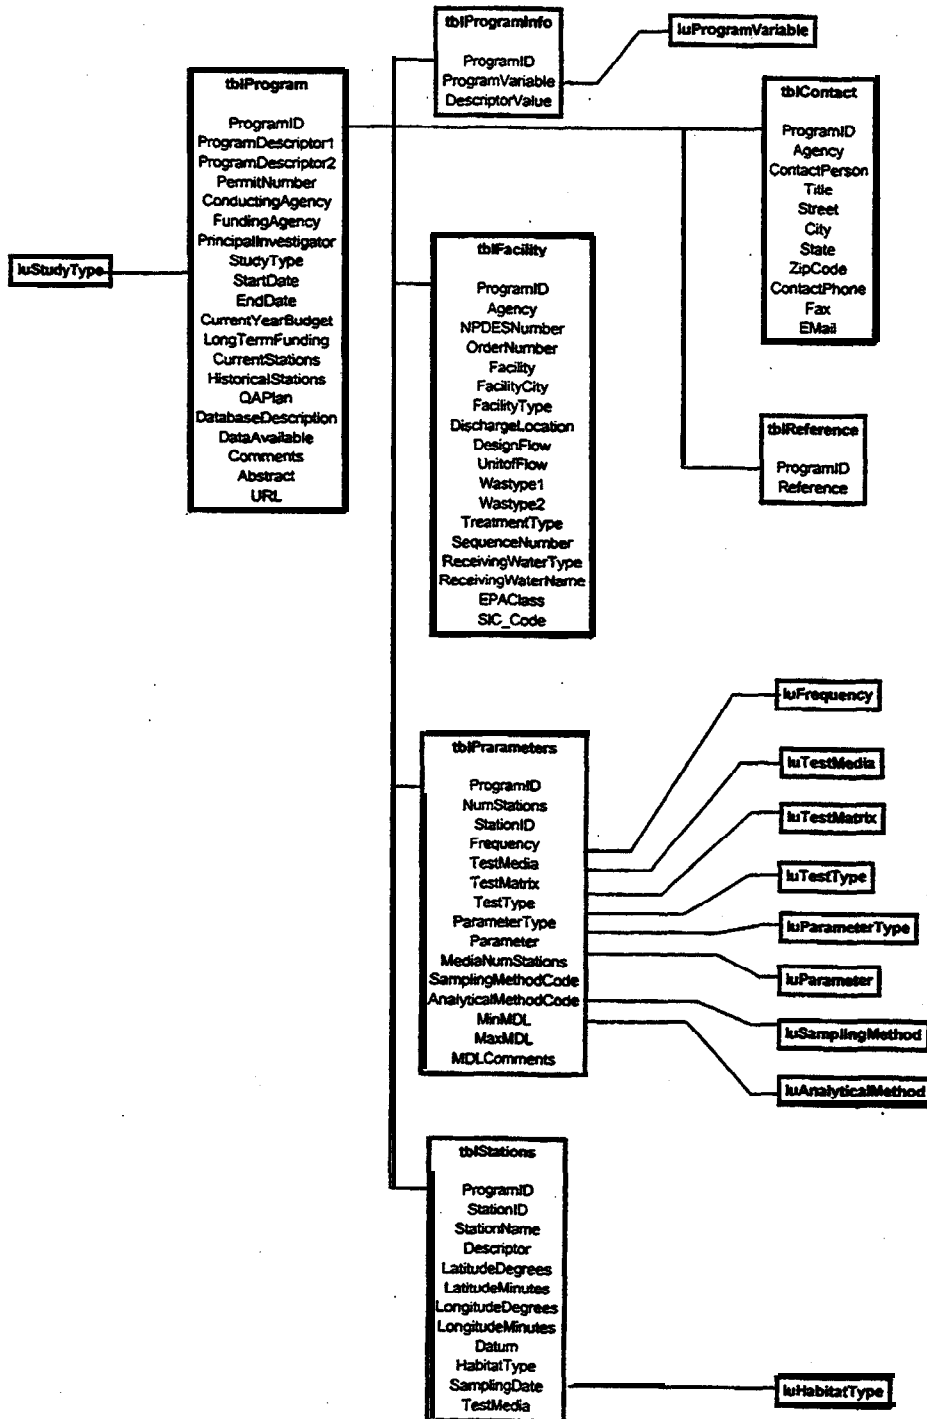 tblProgramInfo
ProgramID
ProgramVariable
DescriptorValue
luProgramVariable
tblProgram
ProgramID
ProgramDescriptor1
ProgramDescriptor2
PermitNumber
ConductingAgency
FundingAgency
PrincipalInvestigator
StudyType
StartDate
EndDate
CurrentYearBudget
LongTermFunding
CurrentStations
HistoricalStations
QAPlan
DatabaseDescription
DataAvailable
Comments
Abstract
URL
luStudyType
tblContact
ProgramID
Agency
ContactPerson
Title
Street
City
State
ZipCode
ContactPhone
Fax
EMail
tblFacility
ProgramID
Agency
NPDESNumber
OrderNumber
Facility
FacilityCity
FacilityType
DischargeLocation
DesignFlow
UnitofFlow
Wastype1
Wastype2
TreatmentType
SequenceNumber
ReceivingWaterType
ReceivingWaterName
EPAClass
SIC_Code
tblReference
ProgramID
Reference
tblPrarameters
ProgramID
NumStations
StationID
Frequency
TestMedia
TestMatrix
TestType
ParameterType
Parameter
MediaNumStations
SamplingMethodCode
AnalyticalMethodCode
MinMDL
MaxMDL
MDLComments
luFrequency
luTestMedia
luTestMatrix
luTestType
luParameterType
luParameter
luSamplingMethod
luAnalyticalMethod
tblStations
ProgramID
StationID
StationName
Descriptor
LatitudeDegrees
LatitudeMinutes
LongitudeDegrees
LongitudeMinutes
Datum
HabitatType
SamplingDate
TestMedia
luHabitatType